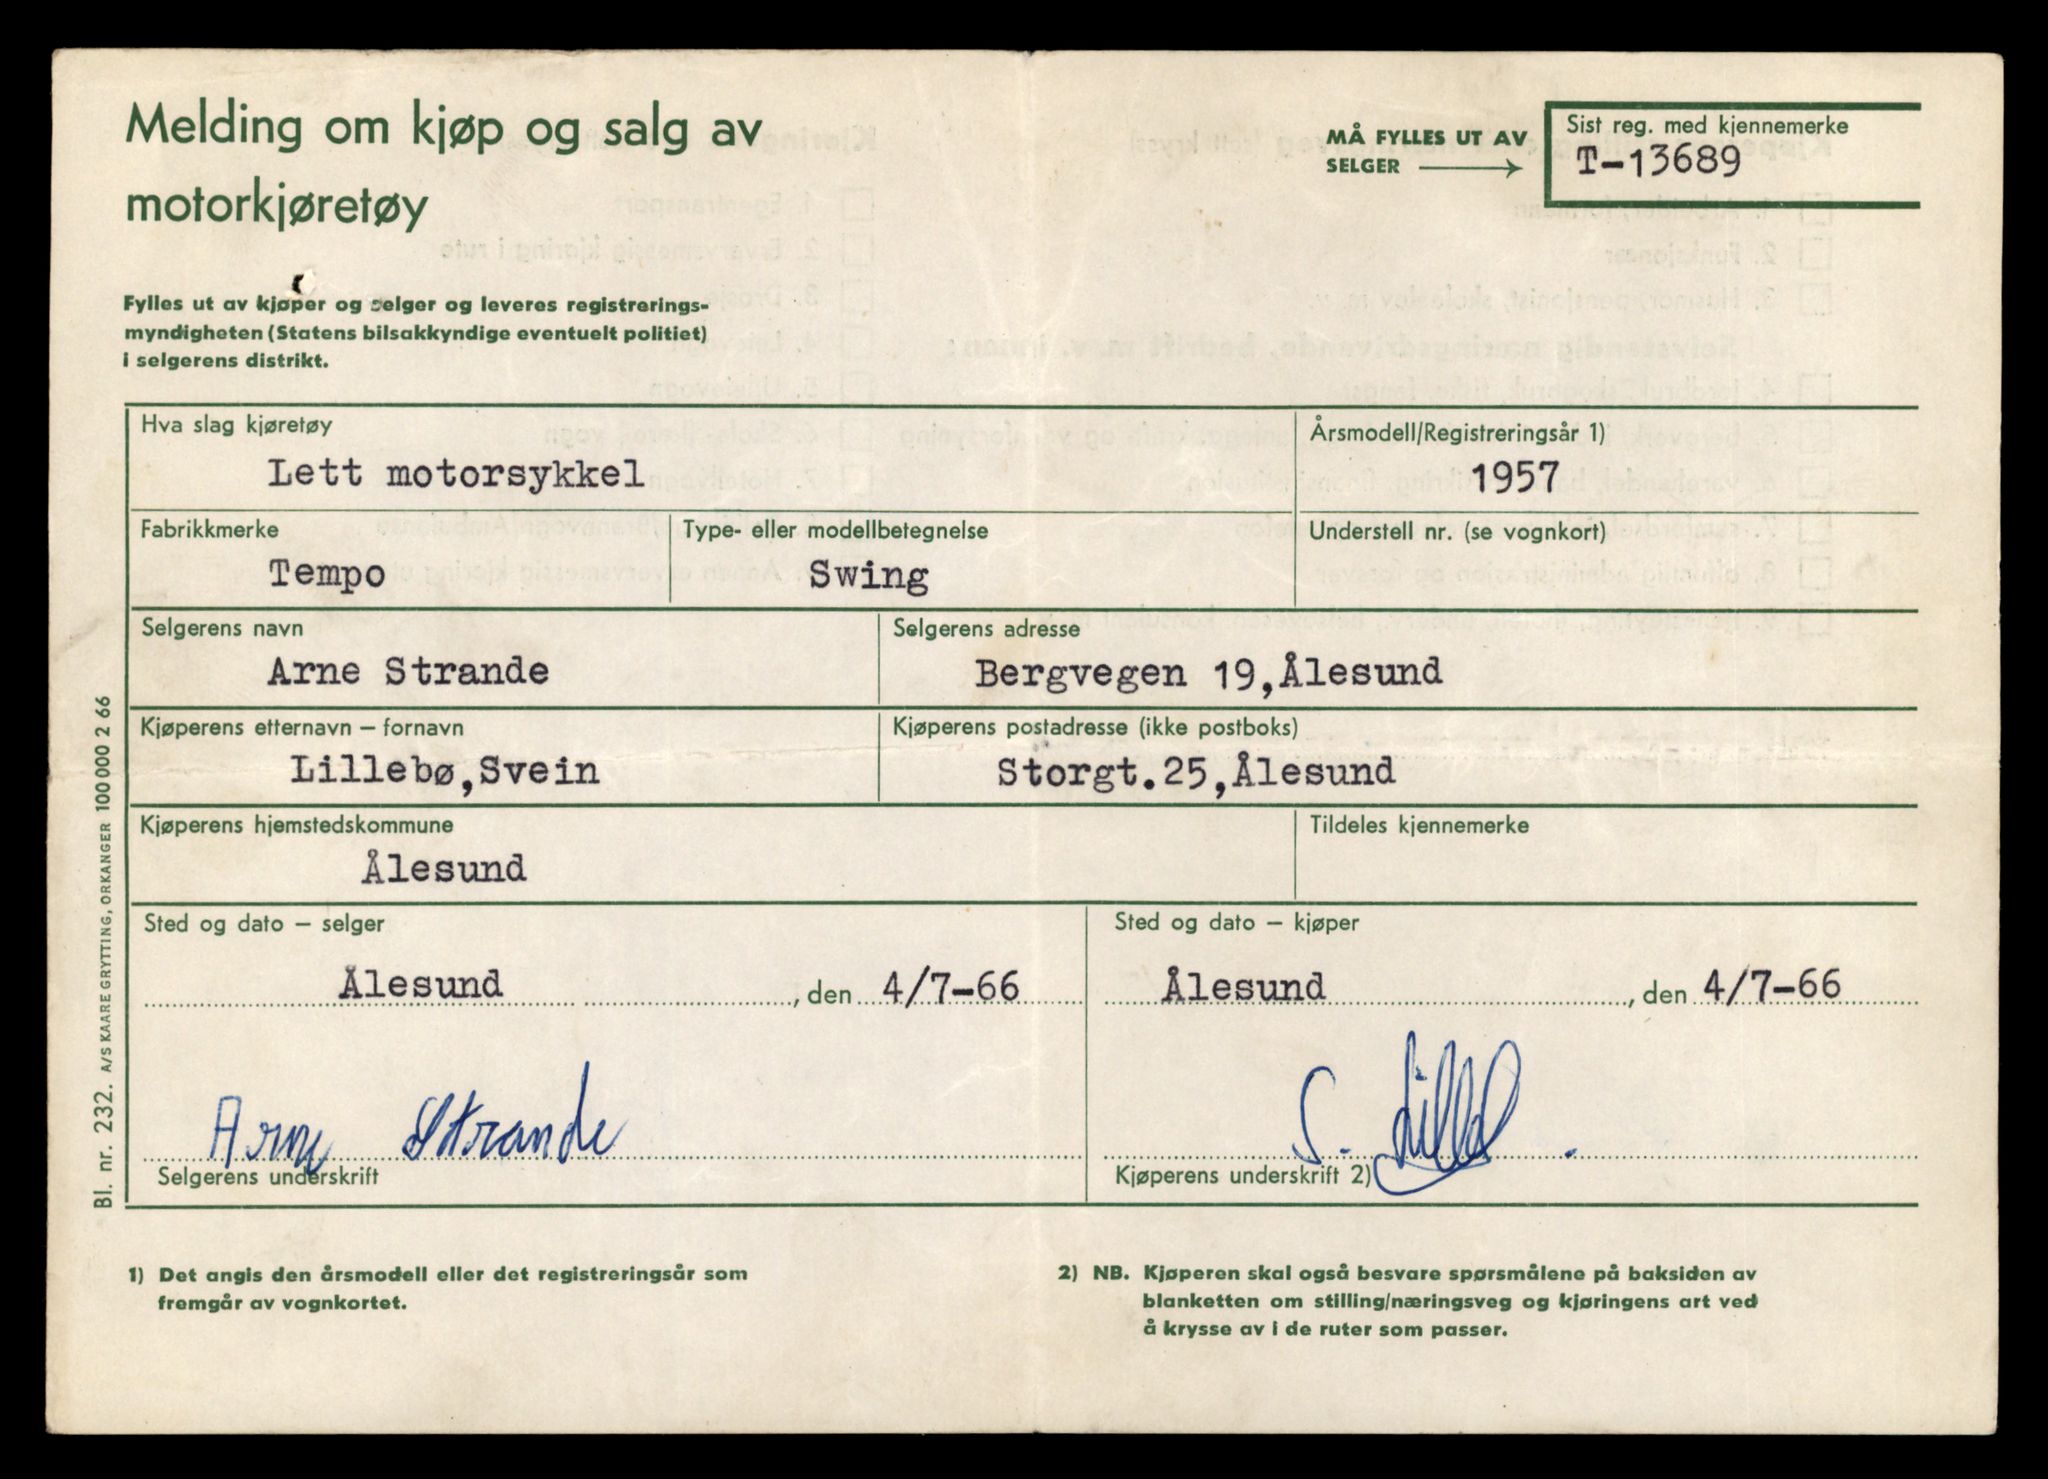 Melding om kjøp og salg av
motorkjøretøy
MÅ FYLLES UT AV
SELGER
Sist reg. med kjennemerke
T-13689
Fylles ut av kjøper og selger og leveres registrerings-
myndigheten (Statens bilsakkyndige eventuelt politiet)
i selgerens distrikt.
Hva slag kjøretøy
Lett motorsykkel
Årsmodell/Registreringsår 1)
1957
Fabrikkmerke
Tempo
Type- eller modellbetegnelse
Swing
Understell nr. (se vognkort)
Selgerens navn
Arne Strande
Selgerens adresse
Bergvegen 19,Ålesund
Kjøperens etternavn – fornavn
Lillebø,Svein
Kjøperens postadresse (ikke postboks)
Storgt.25,Ålesund
Kjøperens hjemstedskommune
Ålesund
Tildeles kjennemerke
Sted og dato – selger
Ålesund, den 4/7-66
Sted og dato – kjøper
Ålesund, den 4/7-66
Arne Strande
Selgerens underskrift
S.
Kjøperens underskrift 2)
1) Det angis den årsmodell eller det registreringsår som
fremgår av vognkortet.
2) NB. Kjøperen skal også besvare spørsmålene på baksiden av
blanketten om stilling/næringsveg og kjøringens art ved
å krysse av i de ruter som passer.
Bl. nr. 232. A/S KAARE GRYTTING, ORKANGER 100 000 2 66